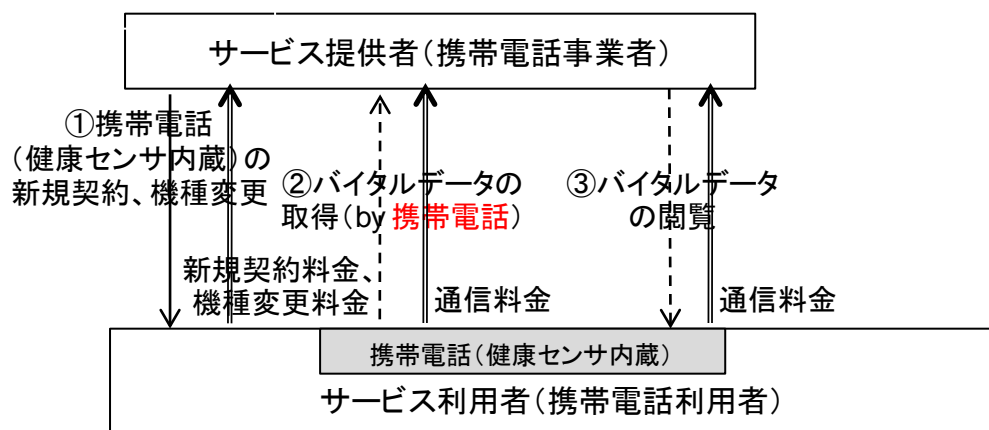 サービス提供者(携帯電話事業者)
①携帯電話
(健康センサ内蔵)の
新規契約、機種変更
②バイタルデータの
取得(by 携帯電話)
③バイタルデータ
の閲覧
新規契約料金、
機種変更料金
通信料金
通信料金
携帯電話(健康センサ内蔵)
サービス利用者(携帯電話利用者)